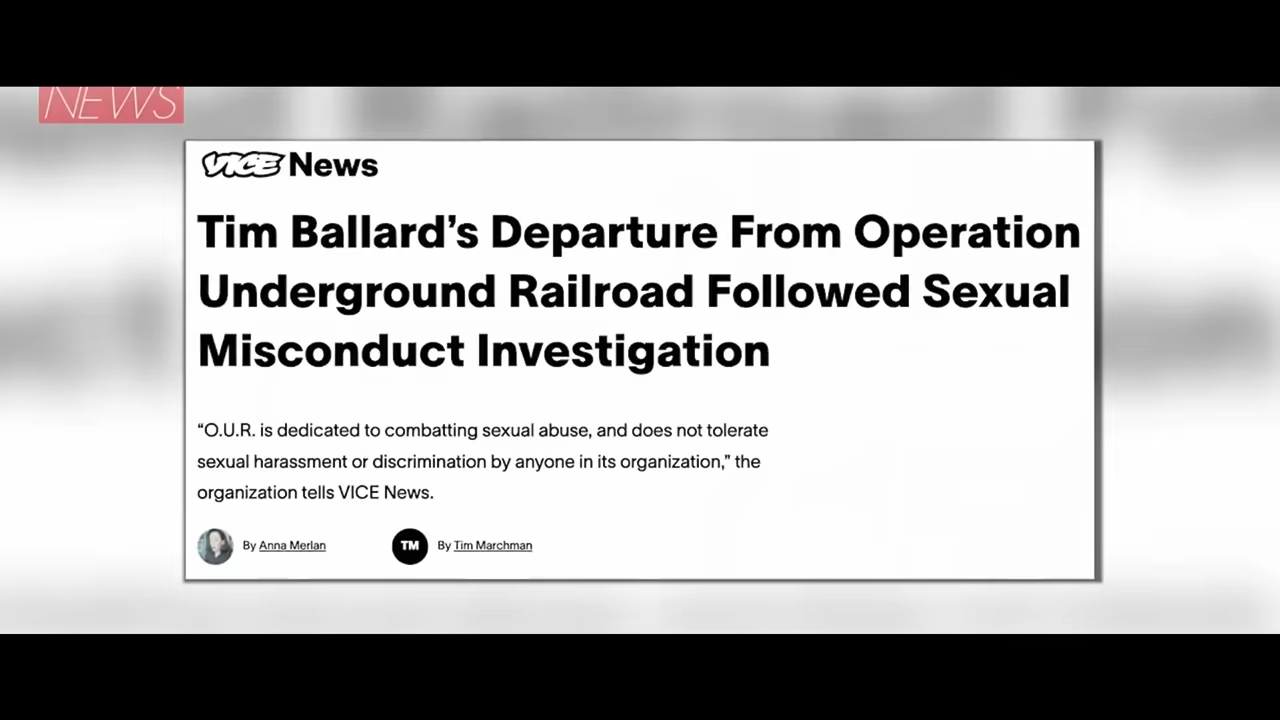 NEWS
VICE News
Tim Ballard’s Departure From Operation
Underground Railroad Followed Sexual
Misconduct Investigation
“O.U.R. is dedicated to combatting sexual abuse, and does not tolerate
sexual harassment or discrimination by anyone in its organization,” the
organization tells VICE News.
By Anna Merlan
TM By Tim Marchman